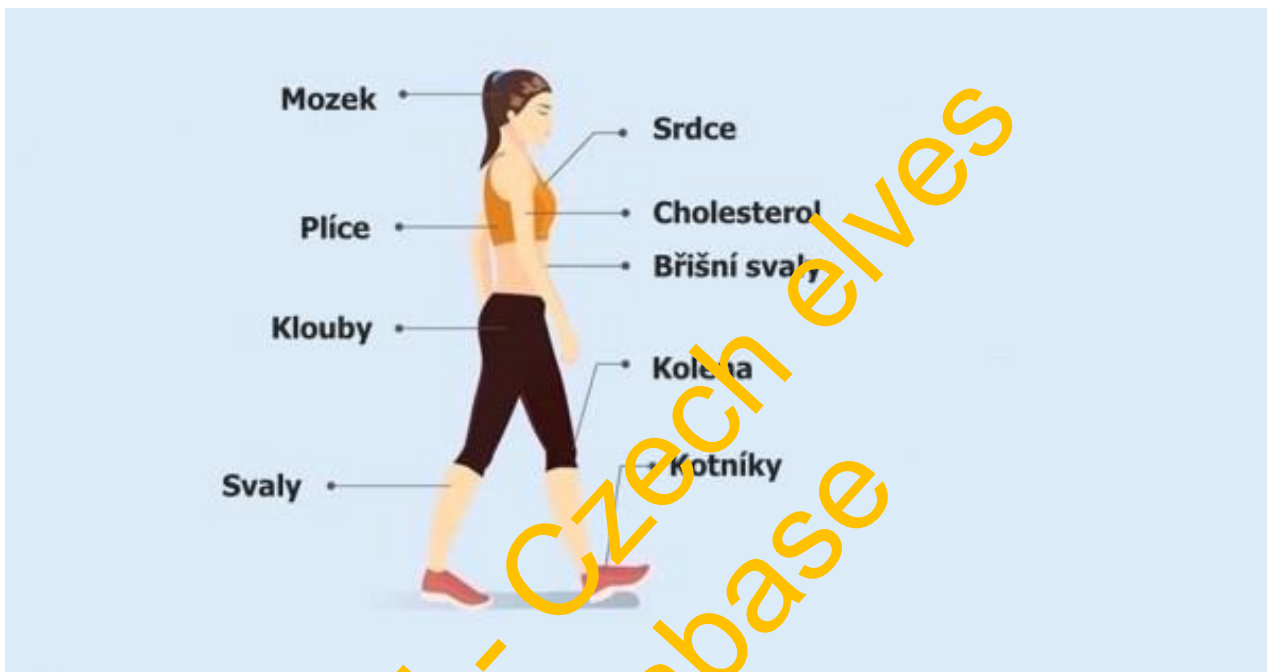 Mozek
Srdce
Cholesterol
Plíce
Břišní svaly
Klouby
Kolena
Kotníky
Svaly
- Czech elves